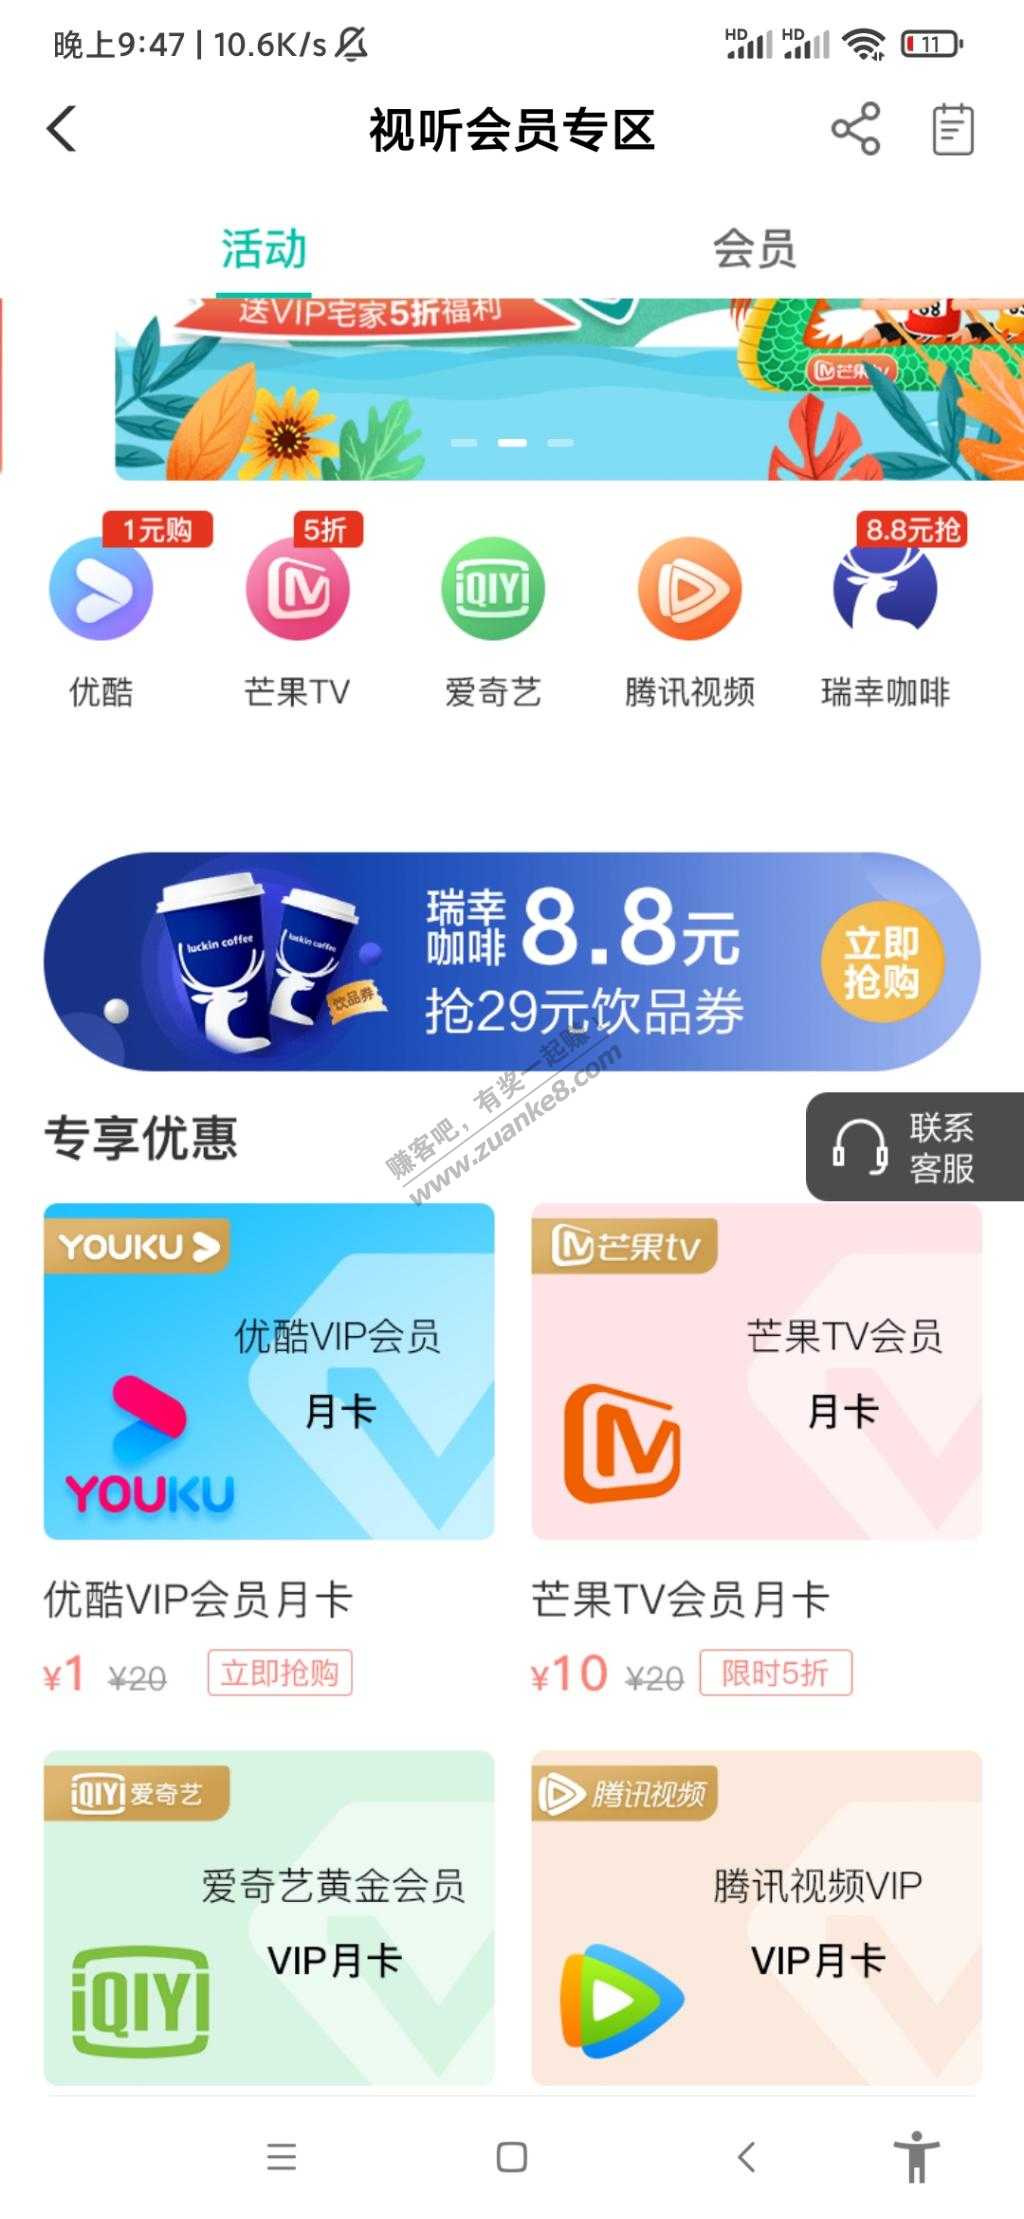 晚上9:47 | 10.6K/s
HD HD 11
视听会员专区
活动 会员
送VIP宅家5折福利
芒果tv
1元购 5折 8.8元抢
iQIYI
优酷 芒果TV 爱奇艺 腾讯视频 瑞幸咖啡
瑞幸咖啡 8.8元
抢29元饮品券
立即抢购
luckin coffee
luckin coffee
饮品券
赚客吧，有奖一起赚！
www.zuanke8.com
专享优惠
联系客服
YOUKU
优酷VIP会员
月卡
YOUKU
芒果tv
芒果TV会员
月卡
优酷VIP会员月卡
¥1 ¥20 立即抢购
芒果TV会员月卡
¥10 ¥20 限时5折
iQIYI 爱奇艺
爱奇艺黄金会员
VIP月卡
iQIYI
腾讯视频
腾讯视频VIP
VIP月卡